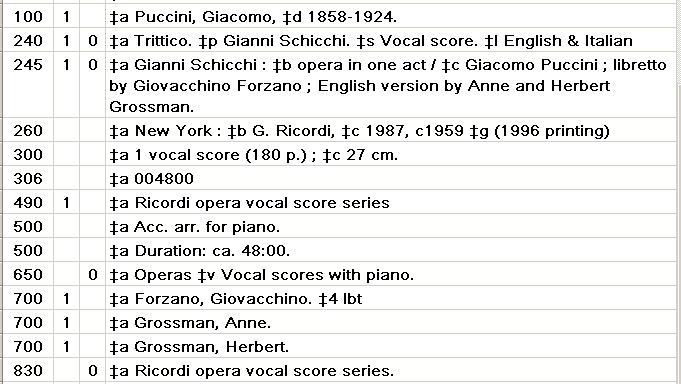 100 1 ‡a Puccini, Giacomo, ‡d 1858-1924.
240 1 0 ‡a Trittico. ‡p Gianni Schicchi. ‡s Vocal score. ‡l English & Italian
245 1 0 ‡a Gianni Schicchi : ‡b opera in one act / ‡c Giacomo Puccini ; libretto
by Giovacchino Forzano ; English version by Anne and Herbert
Grossman.
260 ‡a New York : ‡b G. Ricordi, ‡c 1987, c1959 ‡g (1996 printing)
300 ‡a 1 vocal score (180 p.) ; ‡c 27 cm.
306 ‡a 004800
490 1 ‡a Ricordi opera vocal score series
500 ‡a Acc. arr. for piano.
500 ‡a Duration: ca. 48:00.
650 0 ‡a Operas ‡v Vocal scores with piano.
700 1 ‡a Forzano, Giovacchino. ‡4 lbt
700 1 ‡a Grossman, Anne.
700 1 ‡a Grossman, Herbert.
830 0 ‡a Ricordi opera vocal score series.